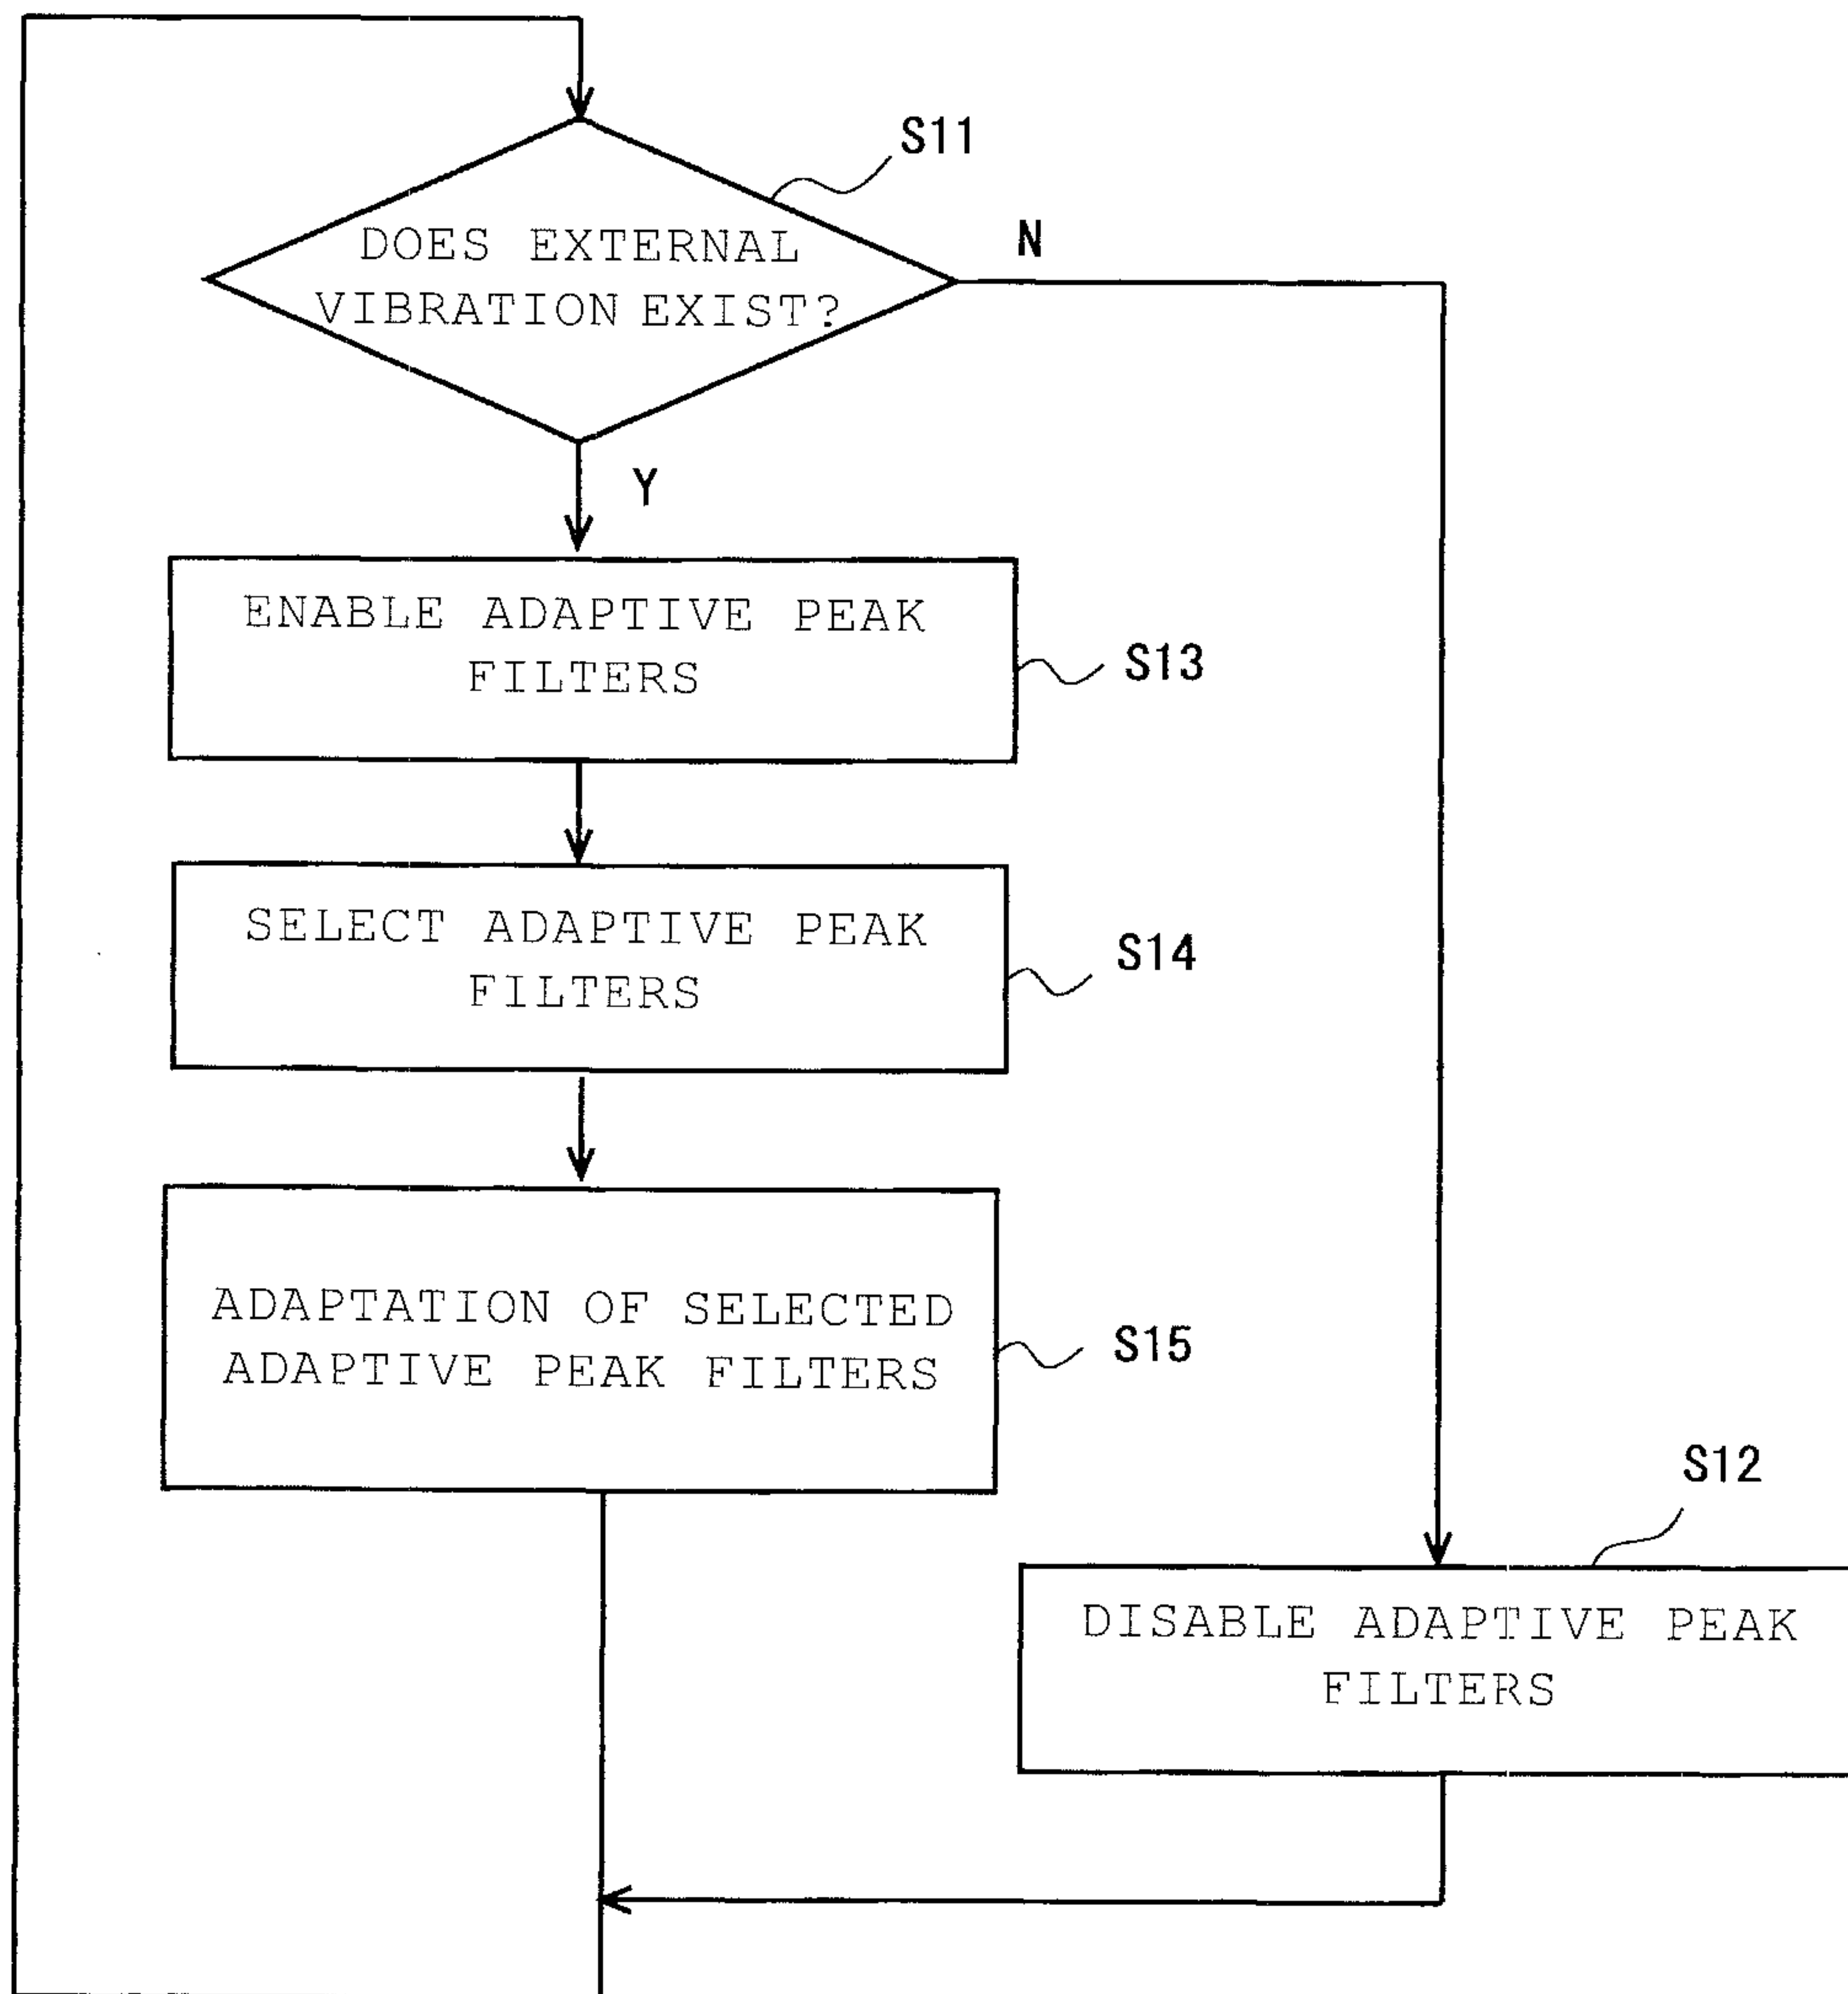 S11
DOES EXTERNAL
VIBRATION EXIST?
N
Y
ENABLE ADAPTIVE PEAK
FILTERS
S13
SELECT ADAPTIVE PEAK
FILTERS
S14
ADAPTATION OF SELECTED
ADAPTIVE PEAK FILTERS
S15
S12
DISABLE ADAPTIVE PEAK
FILTERS